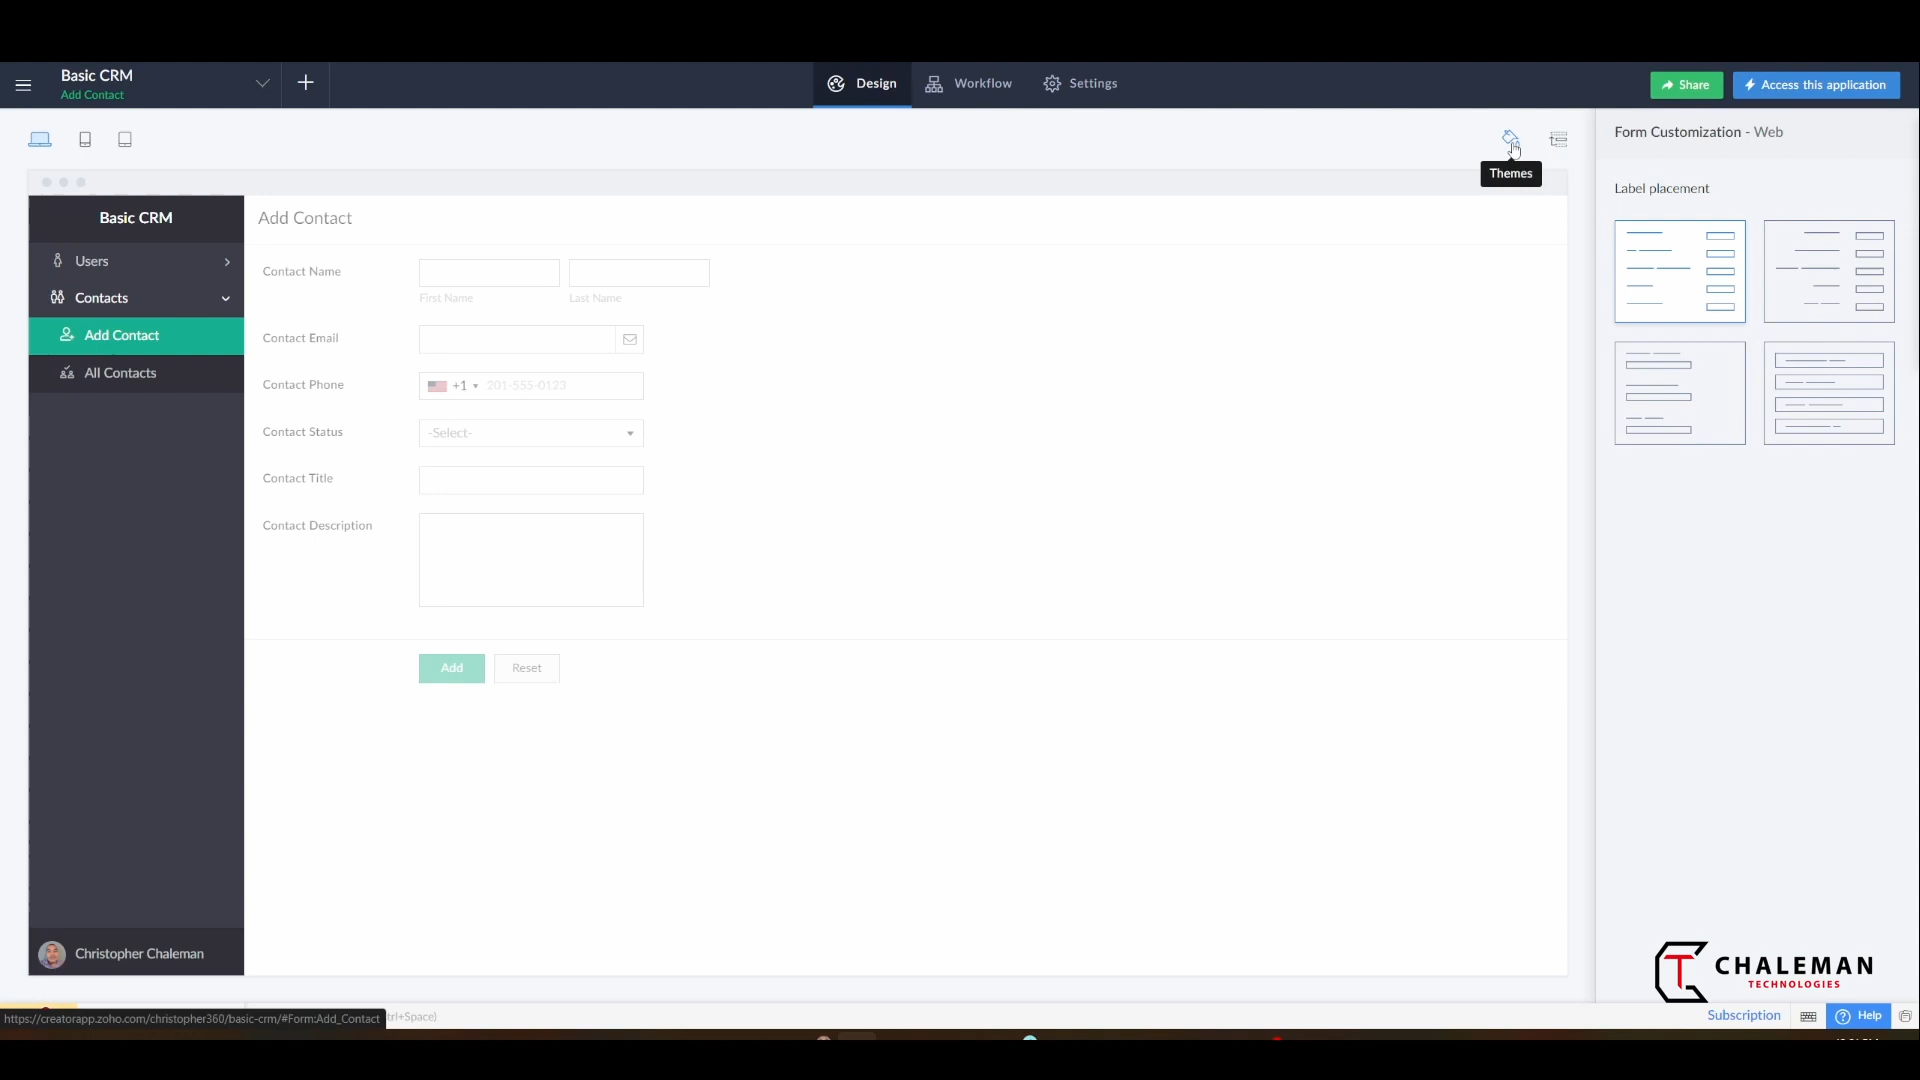 Basic CRM
Add Contact
Design
Workflow
Settings
Share
Access this application
Themes
Form Customization - Web
Label placement
Basic CRM
Users
Contacts
Add Contact
All Contacts
Christopher Chaleman
Add Contact
Contact Name
First Name
Last Name
Contact Email
Contact Phone
+1
201-555-0123
Contact Status
-Select-
Contact Title
Contact Description
Add
Reset
CHALEMAN
TECHNOLOGIES
https://creatorapp.zoho.com/christopher360/basic-crm/#Form:Add_Contact
trl+Space)
Subscription
Help